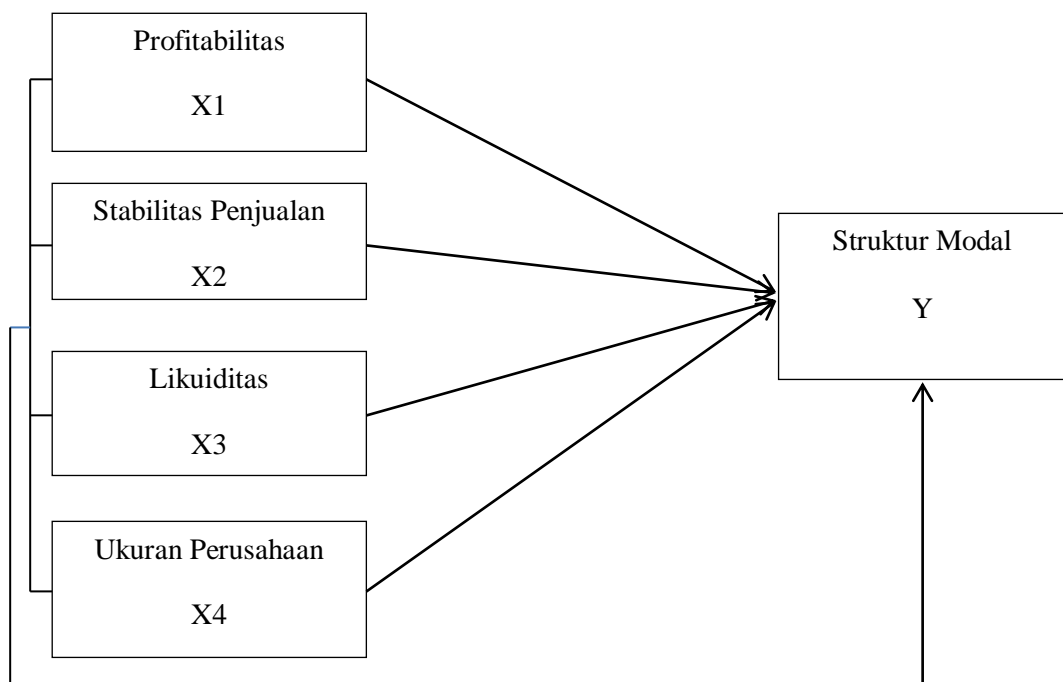 Profitabilitas
X1
Stabilitas Penjualan
X2
Likuiditas
X3
Ukuran Perusahaan
X4
Struktur Modal
Y